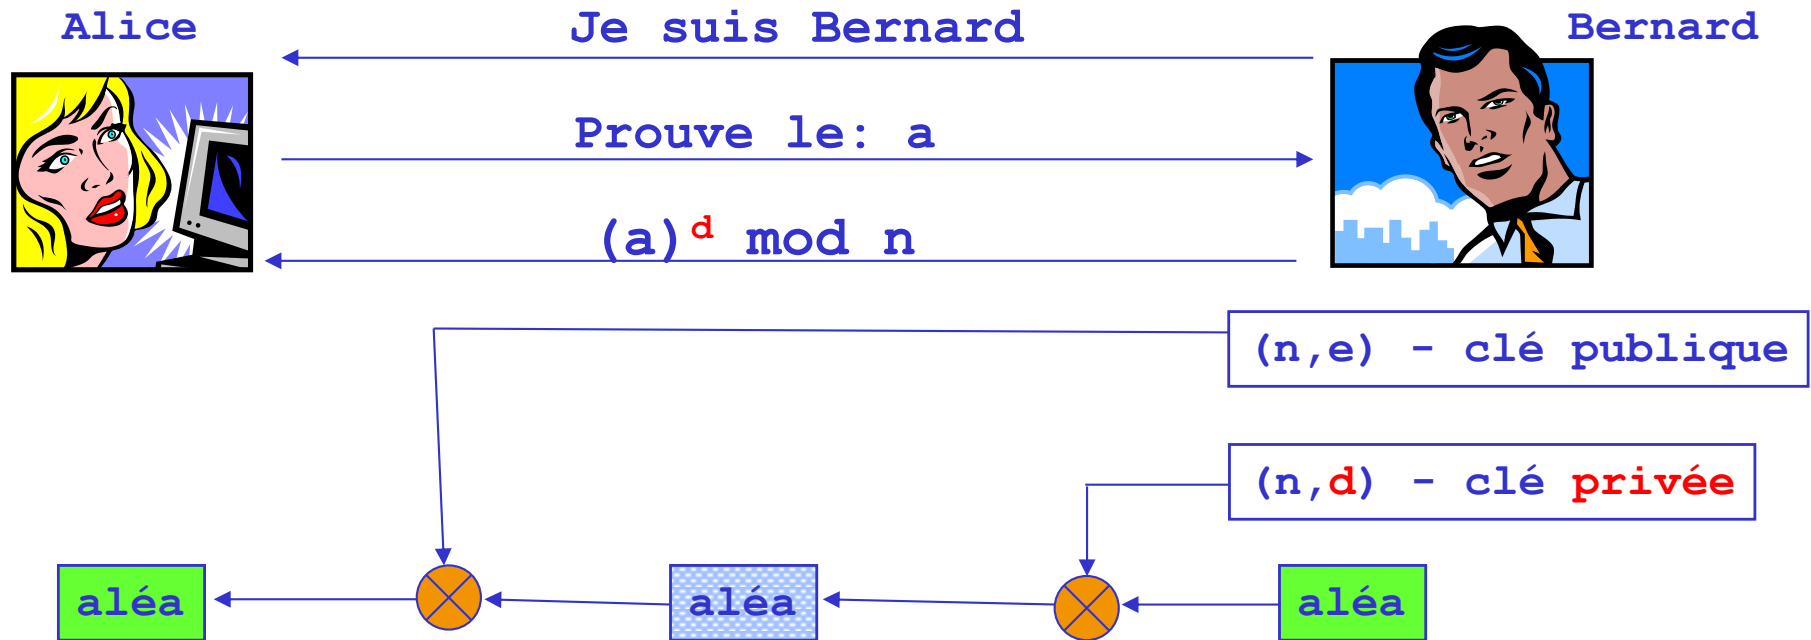 Alice
Je suis Bernard
Bernard
Prouve le: a
(a)^d mod n
(n,e) - clé publique
(n,d) - clé privée
aléa
aléa
aléa